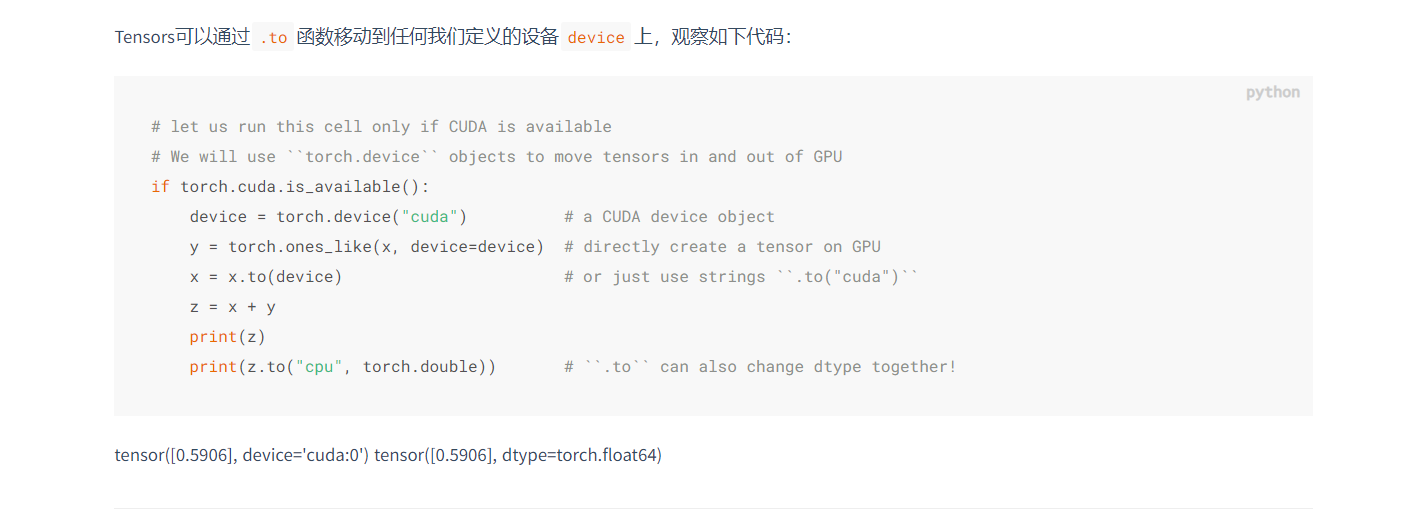 Tensors可以通过 .to 函数移动到任何我们定义的设备 device 上，观察如下代码：
python
# let us run this cell only if CUDA is available
# We will use ``torch.device`` objects to move tensors in and out of GPU
if torch.cuda.is_available():
    device = torch.device("cuda")          # a CUDA device object
    y = torch.ones_like(x, device=device)  # directly create a tensor on GPU
    x = x.to(device)                       # or just use strings ``.to("cuda")``
    z = x + y
    print(z)
    print(z.to("cpu", torch.double))       # ``.to`` can also change dtype together!
tensor([0.5906], device='cuda:0') tensor([0.5906], dtype=torch.float64)